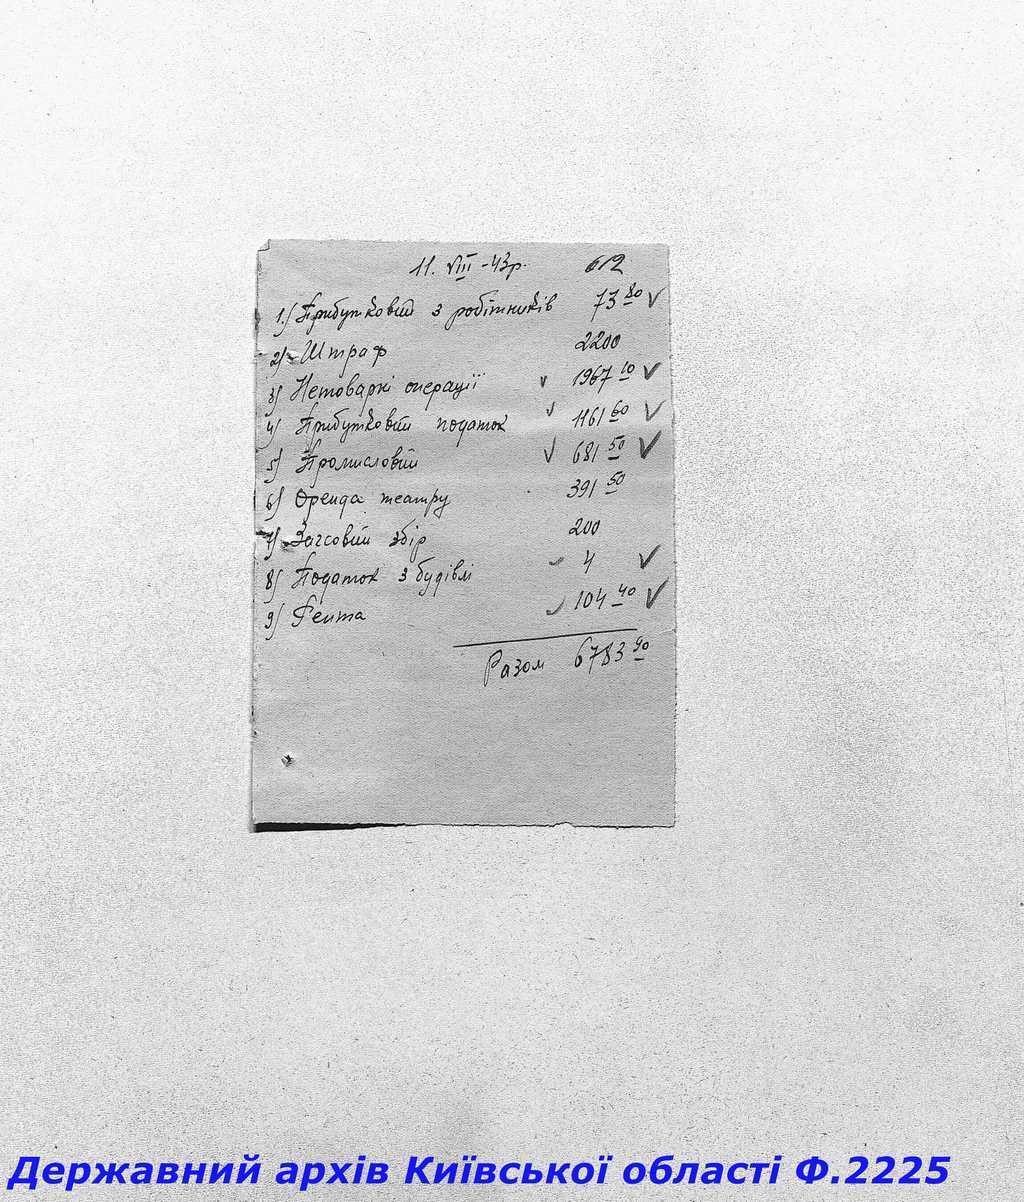 11. VIII -43р. 612
1) Прибутковий з робітників 73 80 ✓
2) Штраф 2200
3) Нетоварні операції ✓ 1967 10 ✓
4) Прибутковий податок ✓ 1161 60 ✓
5) Промисловий ✓ 681 50 ✓
6) Оренда театру 391 50
7) Загсовий збір 200
8) Податок з будівлі ✓ 4 ✓
9) Рента ✓ 104 40 ✓
Разом 6783 90
Державний архів Київської області Ф.2225